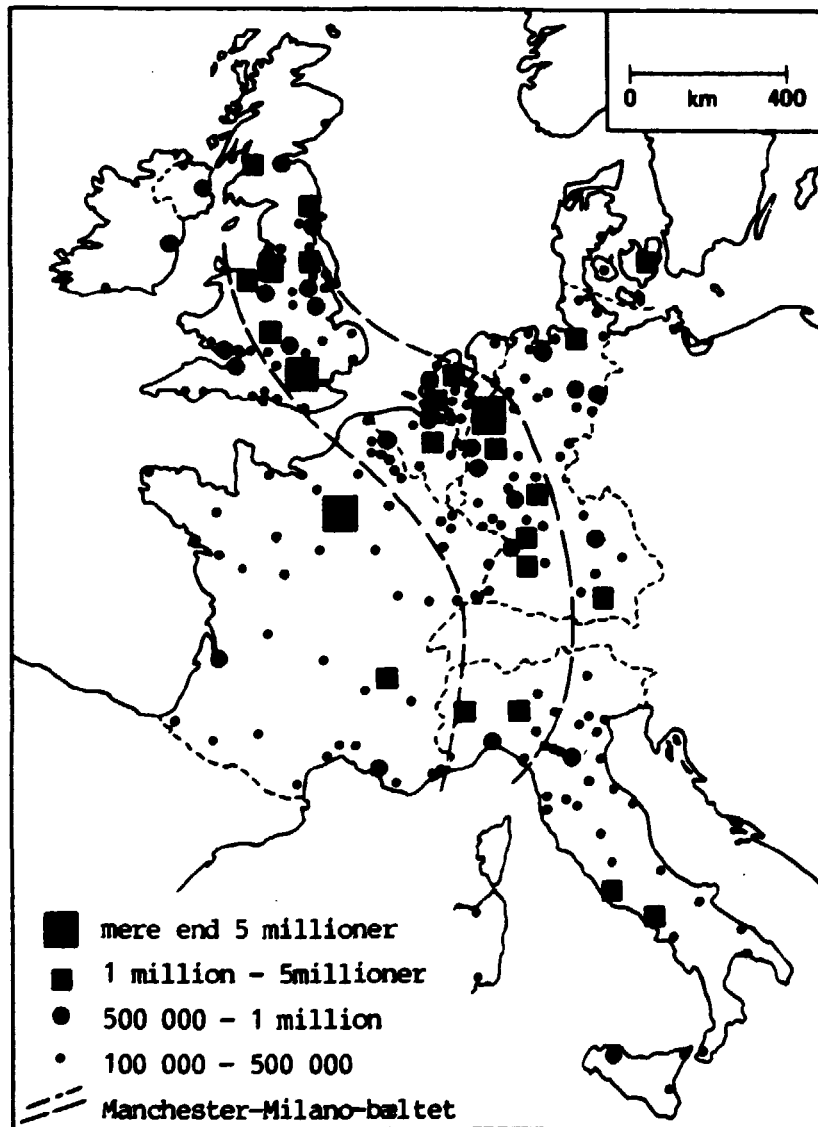 0 km 400
mere end 5 millioner
1 million - 5millioner
500 000 - 1 million
100 000 - 500 000
Manchester-Milano-bæltet